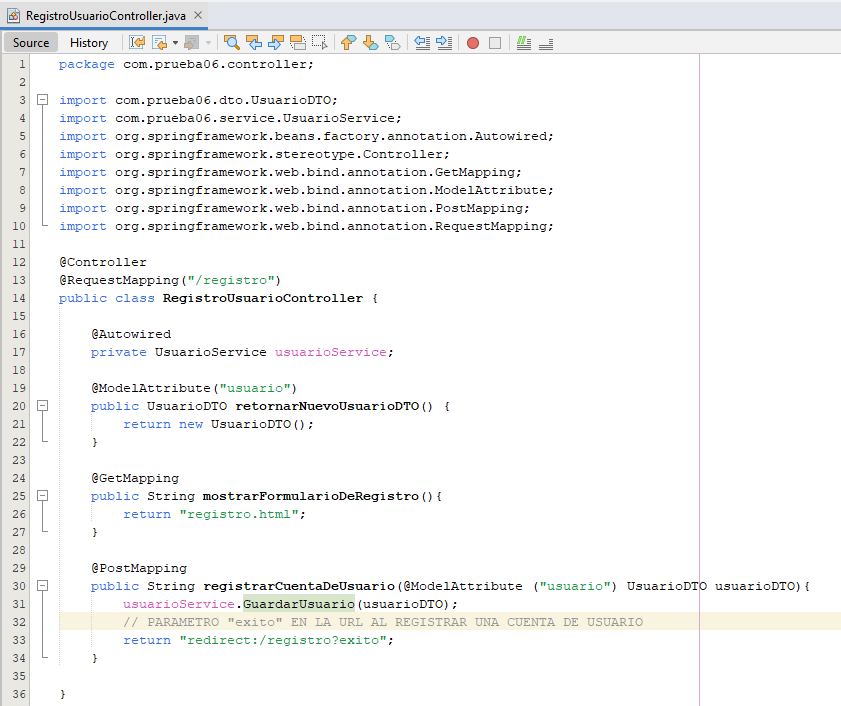 RegistroUsuarioController.java
Source History
1 package com.prueba06.controller;
2
3 import com.prueba06.dto.UsuarioDTO;
4 import com.prueba06.service.UsuarioService;
5 import org.springframework.beans.factory.annotation.Autowired;
6 import org.springframework.stereotype.Controller;
7 import org.springframework.web.bind.annotation.GetMapping;
8 import org.springframework.web.bind.annotation.ModelAttribute;
9 import org.springframework.web.bind.annotation.PostMapping;
10 import org.springframework.web.bind.annotation.RequestMapping;
11
12 @Controller
13 @RequestMapping("/registro")
14 public class RegistroUsuarioController {
15
16     @Autowired
17     private UsuarioService usuarioService;
18
19     @ModelAttribute("usuario")
20     public UsuarioDTO retornarNuevoUsuarioDTO() {
21         return new UsuarioDTO();
22     }
23
24     @GetMapping
25     public String mostrarFormularioDeRegistro(){
26         return "registro.html";
27     }
28
29     @PostMapping
30     public String registrarCuentaDeUsuario(@ModelAttribute ("usuario") UsuarioDTO usuarioDTO){
31         usuarioService.GuardarUsuario(usuarioDTO);
32         // PARAMETRO "exito" EN LA URL AL REGISTRAR UNA CUENTA DE USUARIO
33         return "redirect:/registro?exito";
34     }
35
36 }